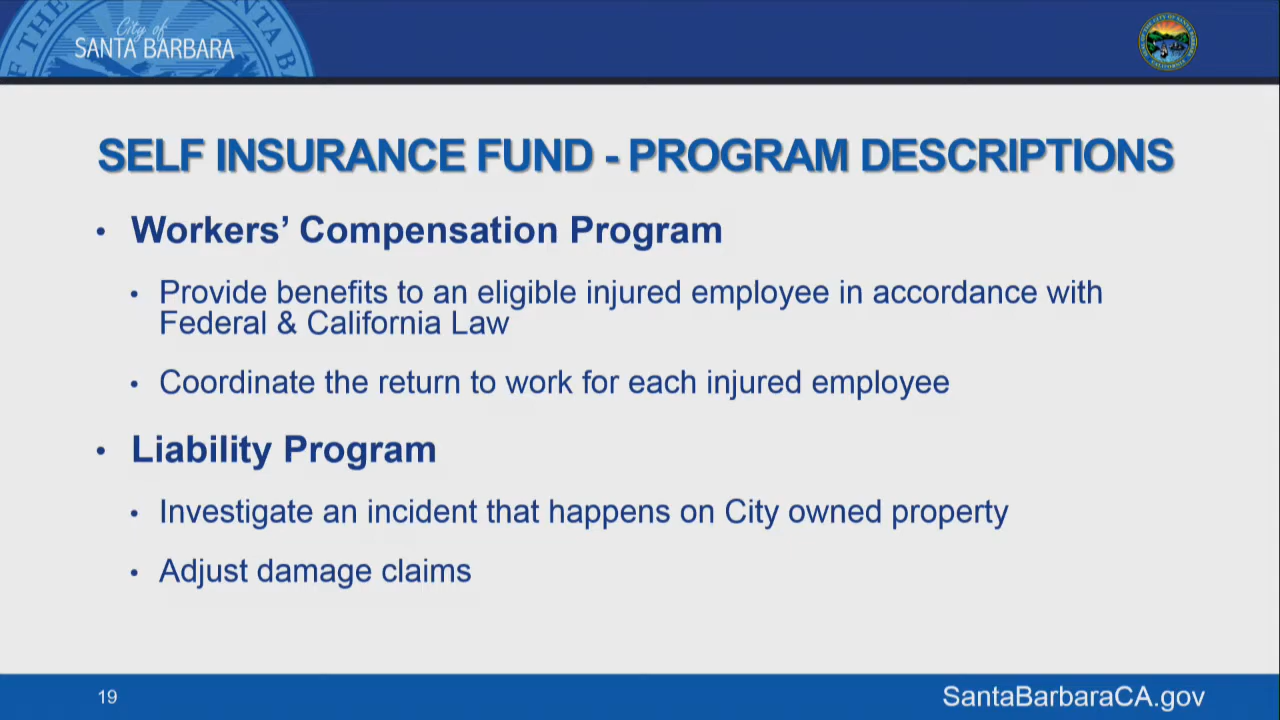 City of
SANTA BARBARA
SELF INSURANCE FUND - PROGRAM DESCRIPTIONS
• Workers’ Compensation Program
• Provide benefits to an eligible injured employee in accordance with
Federal & California Law
• Coordinate the return to work for each injured employee
• Liability Program
• Investigate an incident that happens on City owned property
• Adjust damage claims
19
SantaBarbaraCA.gov